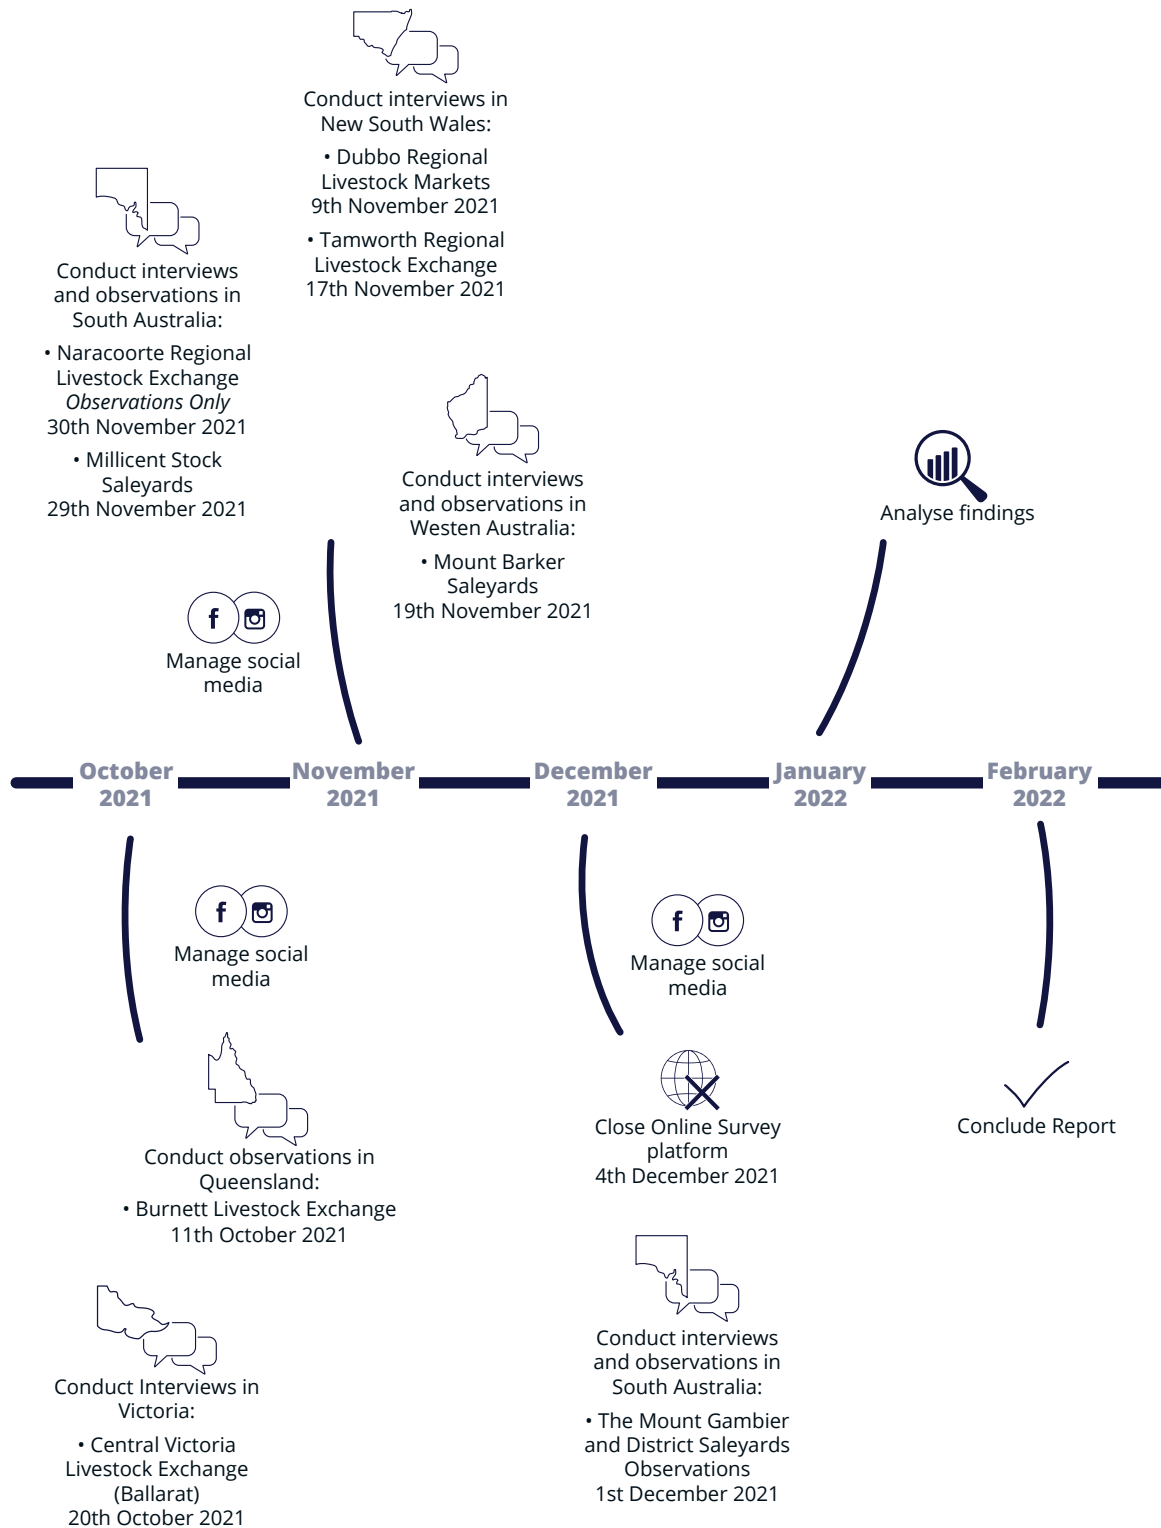 Conduct interviews in
New South Wales:
• Dubbo Regional
Livestock Markets
9th November 2021
• Tamworth Regional
Livestock Exchange
17th November 2021
Conduct interviews
and observations in
South Australia:
• Naracoorte Regional
Livestock Exchange
Observations Only
30th November 2021
• Millicent Stock
Saleyards
29th November 2021
Conduct interviews
and observations in
Westen Australia:
• Mount Barker
Saleyards
19th November 2021
Analyse findings
Manage social
media
October
2021
November
2021
December
2021
January
2022
February
2022
Manage social
media
Conduct observations in
Queensland:
• Burnett Livestock Exchange
11th October 2021
Conduct Interviews in
Victoria:
• Central Victoria
Livestock Exchange
(Ballarat)
20th October 2021
Manage social
media
Close Online Survey
platform
4th December 2021
Conduct interviews
and observations in
South Australia:
• The Mount Gambier
and District Saleyards
Observations
1st December 2021
Conclude Report